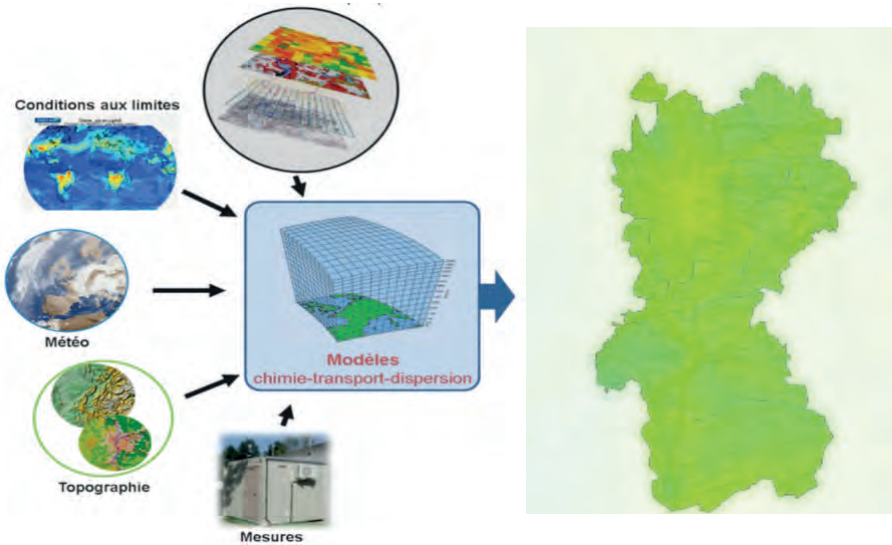 Conditions aux limites
Météo
Topographie
Modèles
chimie-transport-dispersion
Mesures